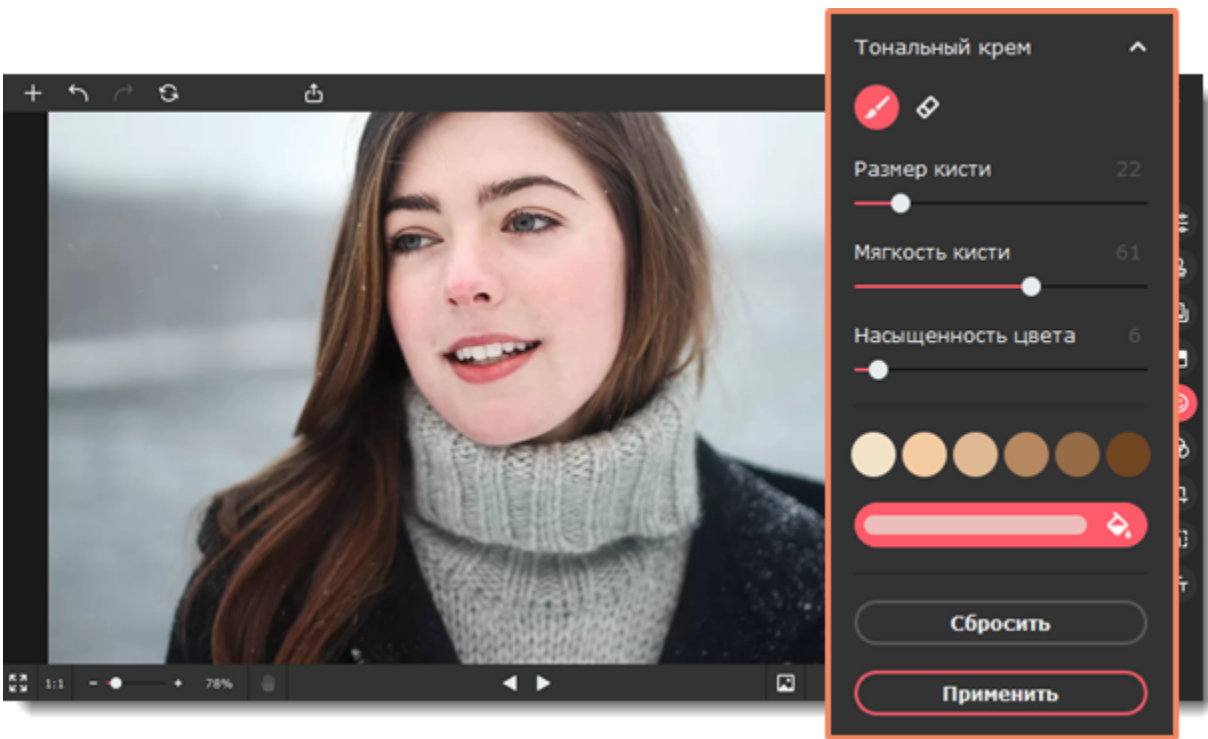 Тональный крем
Размер кисти 22
Мягкость кисти 61
Насыщенность цвета 6
Сбросить
Применить
1:1
78%